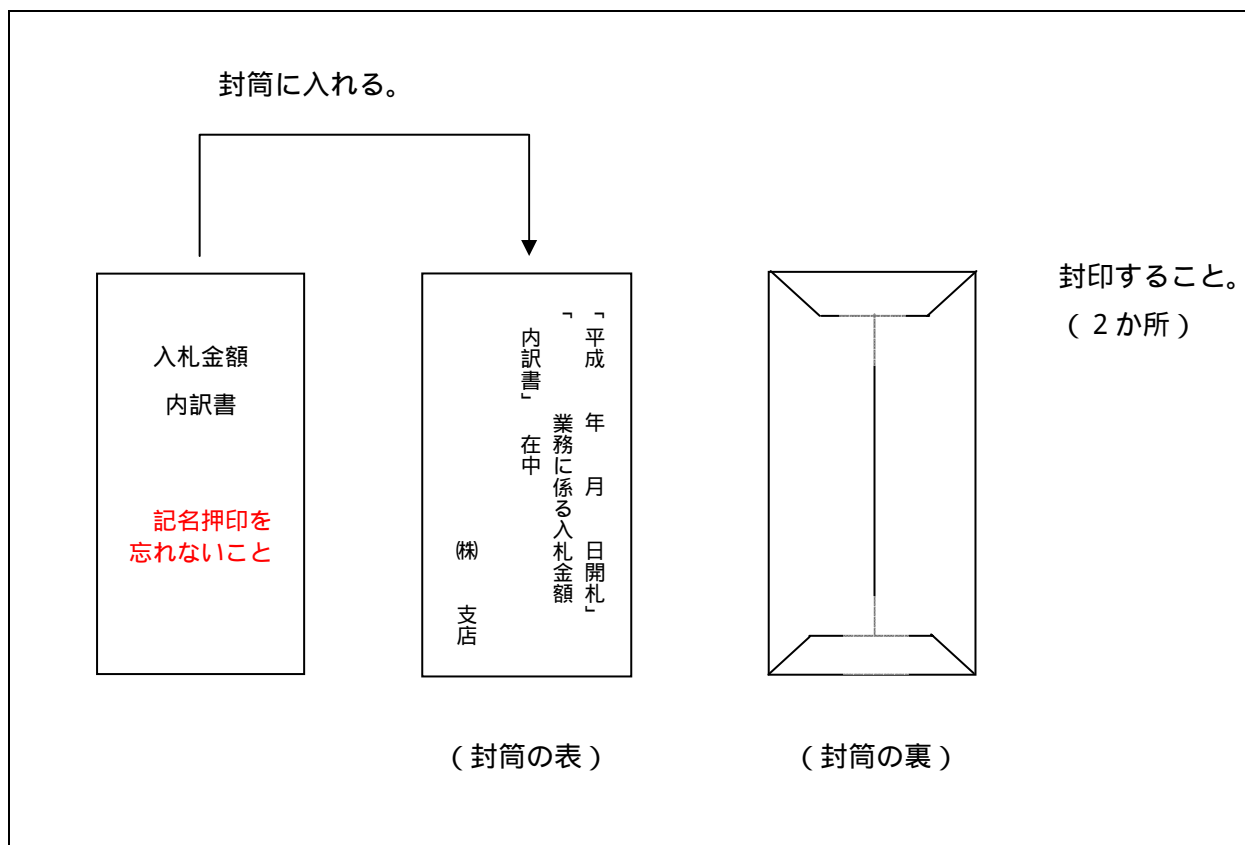 封筒に入れる。
入札金額
内訳書
記名押印を
忘れないこと
「平成　年　月　日開札」
「　業務に係る入札金額
内訳書」　在中
㈱　支店
封印すること。
（２か所）
（封筒の表）
（封筒の裏）